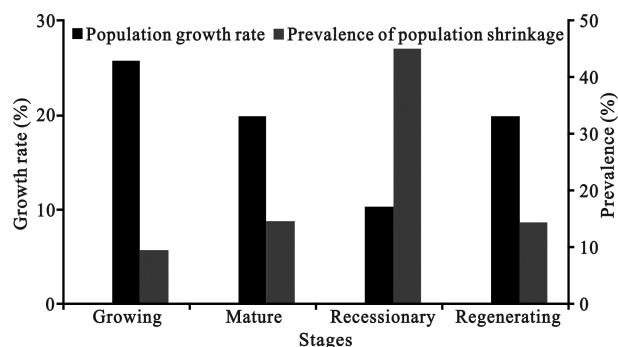 Population growth rate Prevalence of population shrinkage
30
20
10
0
Growth rate (%)
50
40
30
20
10
0
Prevalence (%)
Growing Mature Recessionary Regenerating
Stages